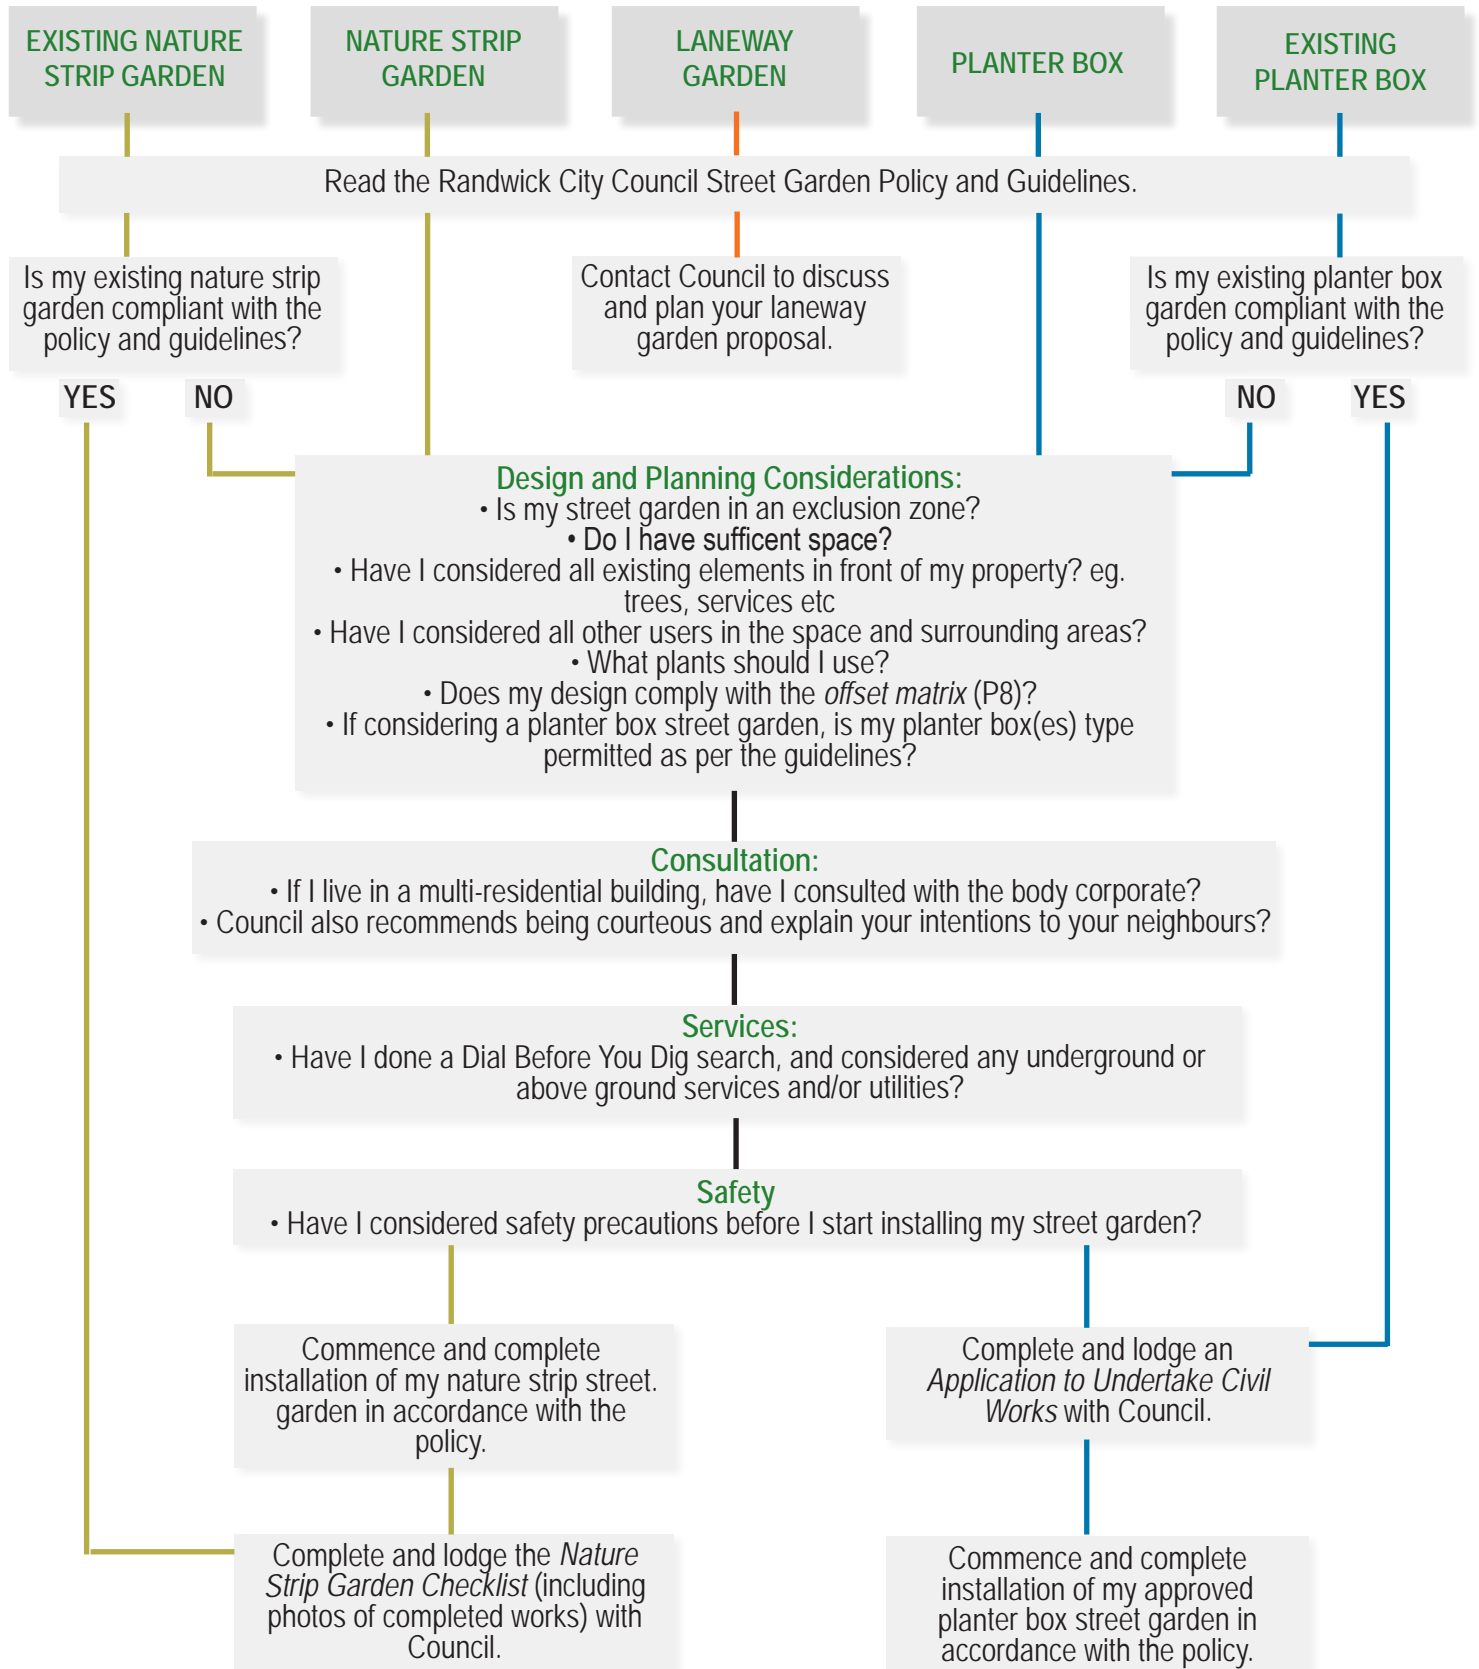 EXISTING NATURE
STRIP GARDEN
NATURE STRIP
GARDEN
LANEWAY
GARDEN
PLANTER BOX
EXISTING
PLANTER BOX
Read the Randwick City Council Street Garden Policy and Guidelines.
Is my existing nature strip
garden compliant with the
policy and guidelines?
Contact Council to discuss
and plan your laneway
garden proposal.
Is my existing planter box
garden compliant with the
policy and guidelines?
YES
NO
NO
YES
Design and Planning Considerations:
• Is my street garden in an exclusion zone?
• Do I have sufficent space?
• Have I considered all existing elements in front of my property? eg.
trees, services etc
• Have I considered all other users in the space and surrounding areas?
• What plants should I use?
• Does my design comply with the offset matrix (P8)?
• If considering a planter box street garden, is my planter box(es) type
permitted as per the guidelines?
Consultation:
• If I live in a multi-residential building, have I consulted with the body corporate?
• Council also recommends being courteous and explain your intentions to your neighbours?
Services:
• Have I done a Dial Before You Dig search, and considered any underground or
above ground services and/or utilities?
Safety
• Have I considered safety precautions before I start installing my street garden?
Commence and complete
installation of my nature strip street.
garden in accordance with the
policy.
Complete and lodge an
Application to Undertake Civil
Works with Council.
Complete and lodge the Nature
Strip Garden Checklist (including
photos of completed works) with
Council.
Commence and complete
installation of my approved
planter box street garden in
accordance with the policy.